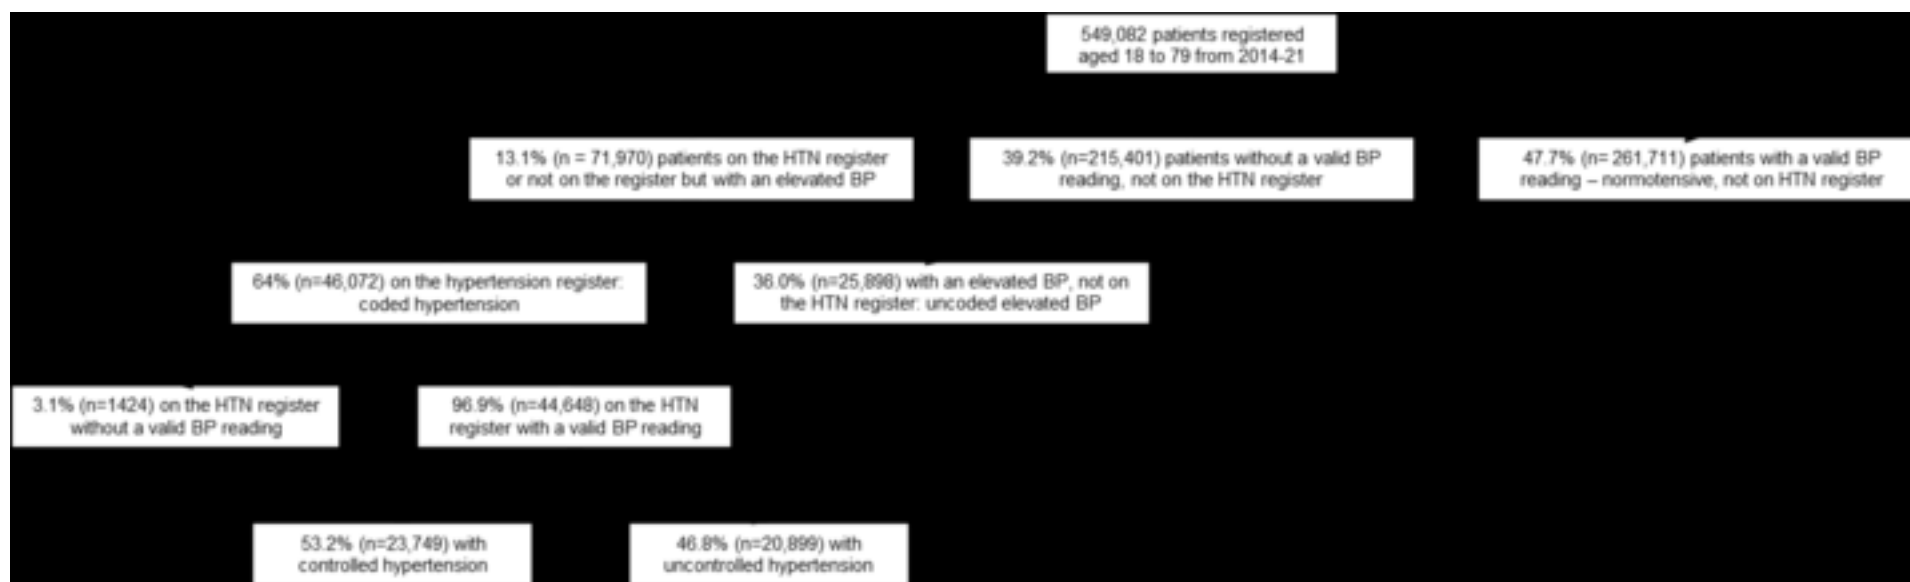 549,082 patients registered
aged 18 to 79 from 2014-21
13.1% (n = 71,970) patients on the HTN register
or not on the register but with an elevated BP
39.2% (n=215,401) patients without a valid BP
reading, not on the HTN register
47.7% (n= 261,711) patients with a valid BP
reading – normotensive, not on HTN register
64% (n=46,072) on the hypertension register:
coded hypertension
36.0% (n=25,898) with an elevated BP, not on
the HTN register: uncoded elevated BP
3.1% (n=1424) on the HTN register
without a valid BP reading
96.9% (n=44,648) on the HTN
register with a valid BP reading
53.2% (n=23,749) with
controlled hypertension
46.8% (n=20,899) with
uncontrolled hypertension